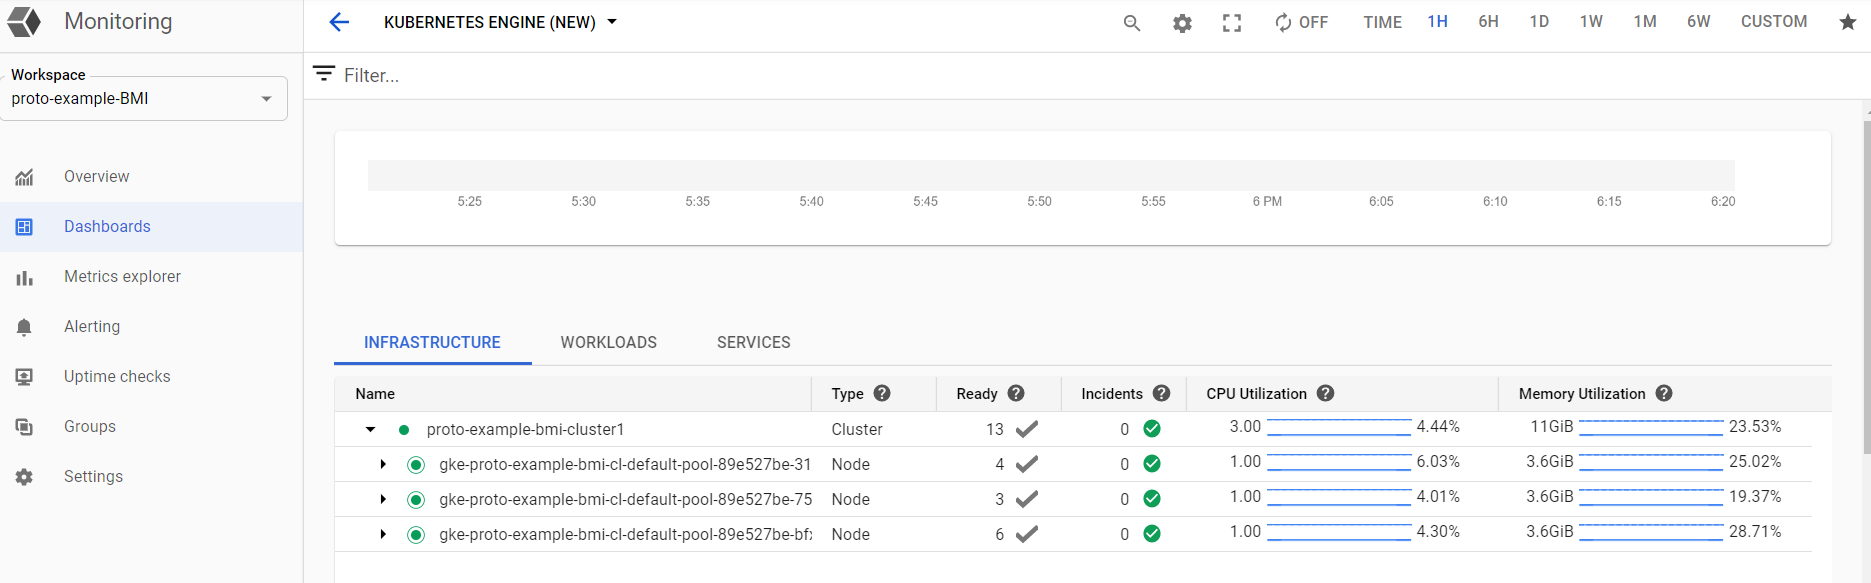 Monitoring
KUBERNETES ENGINE (NEW)
OFF TIME 1H 6H 1D 1W 1M 6W CUSTOM
Workspace
proto-example-BMI
Filter...
Overview
Dashboards
Metrics explorer
Alerting
Uptime checks
Groups
Settings
5:25 5:30 5:35 5:40 5:45 5:50 5:55 6 PM 6:05 6:10 6:15 6:20
INFRASTRUCTURE WORKLOADS SERVICES
Name Type Ready Incidents CPU Utilization Memory Utilization
proto-example-bmi-cluster1 Cluster 13 0 3.00 4.44% 11GiB 23.53%
gke-proto-example-bmi-cl-default-pool-89e527be-31 Node 4 0 1.00 6.03% 3.6GiB 25.02%
gke-proto-example-bmi-cl-default-pool-89e527be-75 Node 3 0 1.00 4.01% 3.6GiB 19.37%
gke-proto-example-bmi-cl-default-pool-89e527be-bf Node 6 0 1.00 4.30% 3.6GiB 28.71%